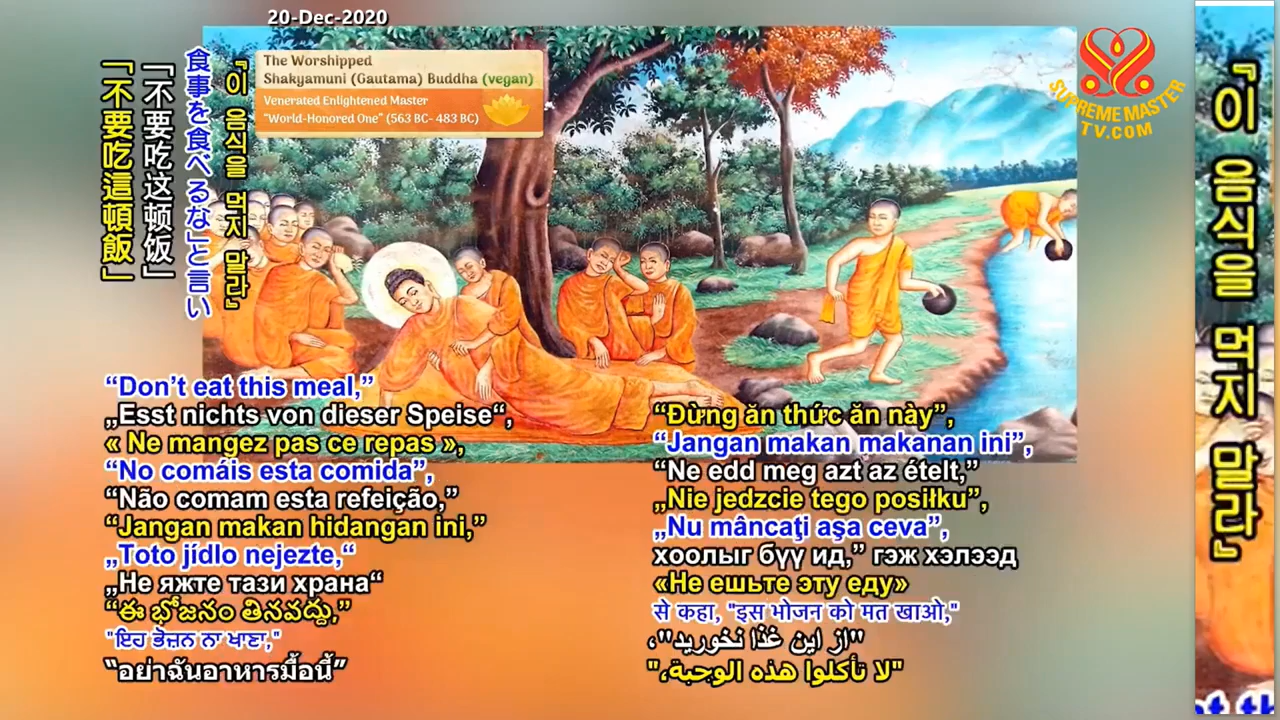 20-Dec-2020
The Worshipped
Shakyamuni (Gautama) Buddha (vegan)
Venerated Enlightened Master
“World-Honored One” (563 BC- 483 BC)
SUPREME MASTER
TV.COM
『이 음식을 먹지 말라』
食事を食べるな」と言い
「不要吃这顿饭」
「不要吃這頓飯」
“Don’t eat this meal,”
„Esst nichts von dieser Speise“,
« Ne mangez pas ce repas »,
“No comáis esta comida”,
“Não comam esta refeição,”
“Jangan makan hidangan ini,”
„Toto jídlo nejezte,“
„Не яжте тази храна“
“ఈ భోజనం తినవద్దు,”
"ਇਹ ਭੋਜ਼ਨ ਨਾ ਖਾਣਾ,"
“อย่าฉันอาหารมื้อนี้”
“Đừng ăn thức ăn này”,
“Jangan makan makanan ini”,
“Ne edd meg azt az ételt,”
„Nie jedzcie tego posiłku”,
„Nu mâncaţi aşa ceva”,
хоолыг бүү ид,” гэж хэлээд
«Не ешьте эту еду»
से कहा, "इस भोजन को मत खाओ,"
"از این غذا نخورید"،
"لا تأكلوا هذه الوجبة،"
『이 음식을 먹지 말라』